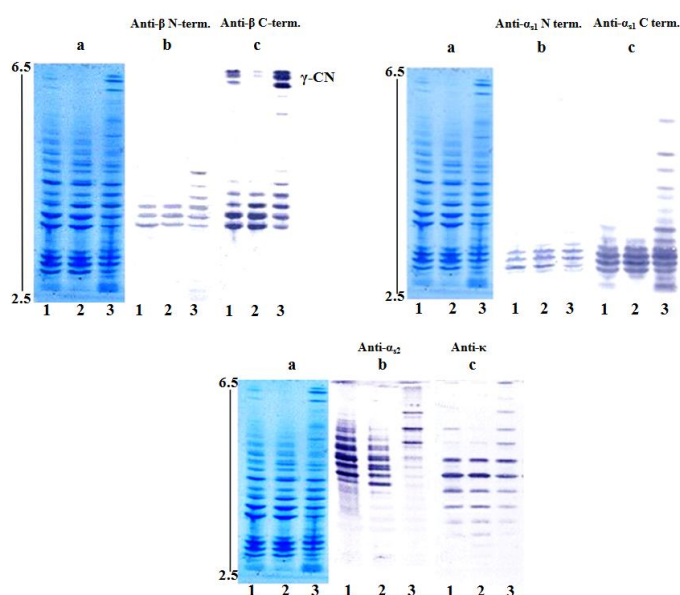 Anti-β N-term. Anti-β C-term.
a b c
6.5
γ-CN
2.5
1 2 3 1 2 3 1 2 3
Anti-αs1 N term. Anti-αs1 C term.
a b c
6.5
2.5
1 2 3 1 2 3 1 2 3
Anti-αs2 Anti-κ
a b c
6.5
2.5
1 2 3 1 2 3 1 2 3